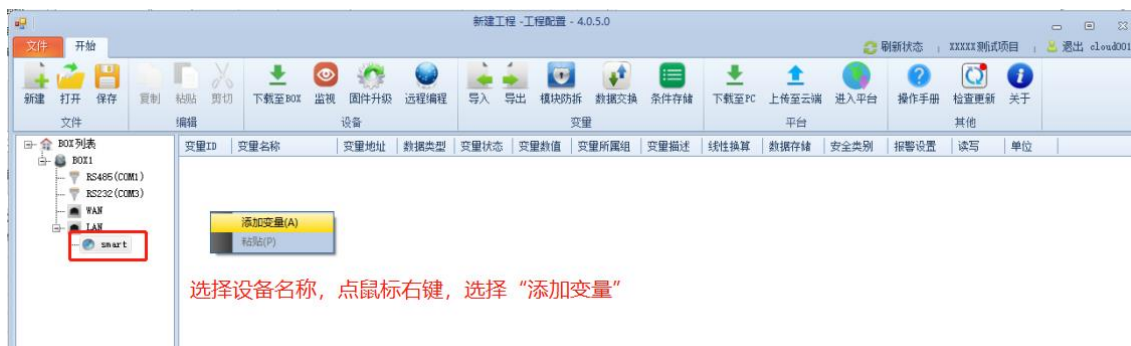 新建工程 -工程配置 - 4.0.5.0
文件 开始 刷新状态 XXXXX测试项目 退出 cloud001
新建 打开 保存 复制 粘贴 剪切 下载至BOX 监视 固件升级 远程编程 导入 导出 模块防拆 数据交换 条件存储 下载至PC 上传至云端 进入平台 操作手册 检查更新 关于
文件 编辑 设备 变量 平台 其他
BOX列表 变量ID 变量名称 变量地址 数据类型 变量状态 变量数值 变量所属组 变量描述 线性换算 数据存储 安全类别 报警设置 读写 单位
BOX1
RS485(COM1)
RS232(COM3)
WAN
LAN
smart
添加变量(A)
粘贴(P)
选择设备名称，点鼠标右键，选择“添加变量”